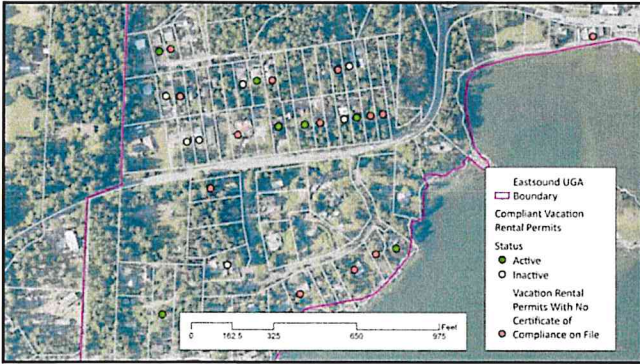 Eastsound UGA
Boundary
Compliant Vacation
Rental Permits
Status
Active
Inactive
Vacation Rental
Permits With No
Certificate of
Compliance on File
Feet
0 162.5 325 650 975